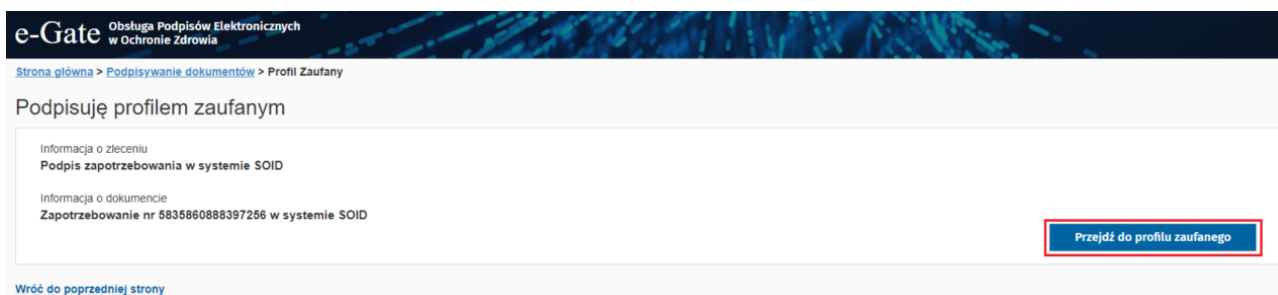 e-Gate Obsługa Podpisów Elektronicznych
w Ochronie Zdrowia
Strona główna > Podpisywanie dokumentów > Profil Zaufany
Podpisuję profilem zaufanym
Informacja o zleceniu
Podpis zapotrzebowania w systemie SOID
Informacja o dokumencie
Zapotrzebowanie nr 5835860888397256 w systemie SOID
Przejdź do profilu zaufanego
Wróć do poprzedniej strony